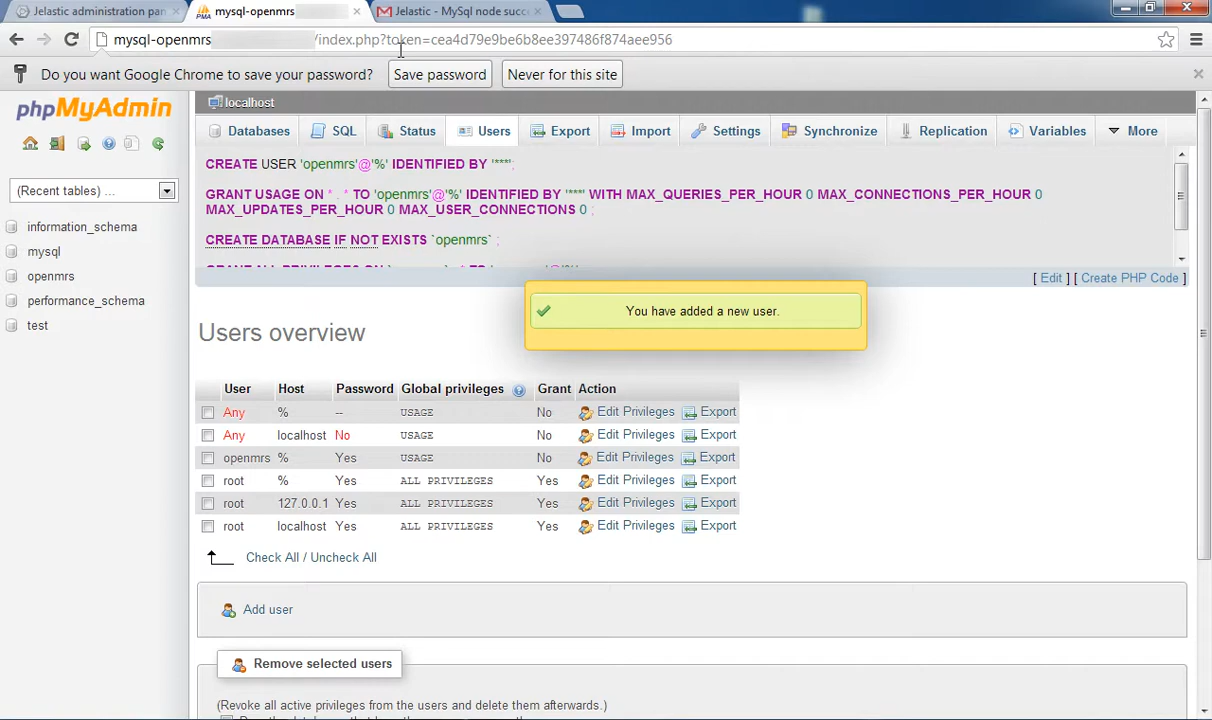 Jelastic administration pan
mysql-openmrs
Jelastic - MySql node succe
mysql-openmrs /index.php?token=cea4d79e9be6b8ee397486f874aee956
Do you want Google Chrome to save your password? Save password Never for this site
phpMyAdmin
(Recent tables) ...
information_schema
mysql
openmrs
performance_schema
test
localhost
Databases SQL Status Users Export Import Settings Synchronize Replication Variables More
CREATE USER 'openmrs'@'%' IDENTIFIED BY '***';
GRANT USAGE ON * . * TO 'openmrs'@'%' IDENTIFIED BY '***' WITH MAX_QUERIES_PER_HOUR 0 MAX_CONNECTIONS_PER_HOUR 0
MAX_UPDATES_PER_HOUR 0 MAX_USER_CONNECTIONS 0 ;
CREATE DATABASE IF NOT EXISTS `openmrs` ;
[ Edit ] [ Create PHP Code ]
You have added a new user.
Users overview
User Host Password Global privileges Grant Action
Any % -- USAGE No Edit Privileges Export
Any localhost No USAGE No Edit Privileges Export
openmrs % Yes USAGE No Edit Privileges Export
root % Yes ALL PRIVILEGES Yes Edit Privileges Export
root 127.0.0.1 Yes ALL PRIVILEGES Yes Edit Privileges Export
root localhost Yes ALL PRIVILEGES Yes Edit Privileges Export
Check All / Uncheck All
Add user
Remove selected users
(Revoke all active privileges from the users and delete them afterwards.)